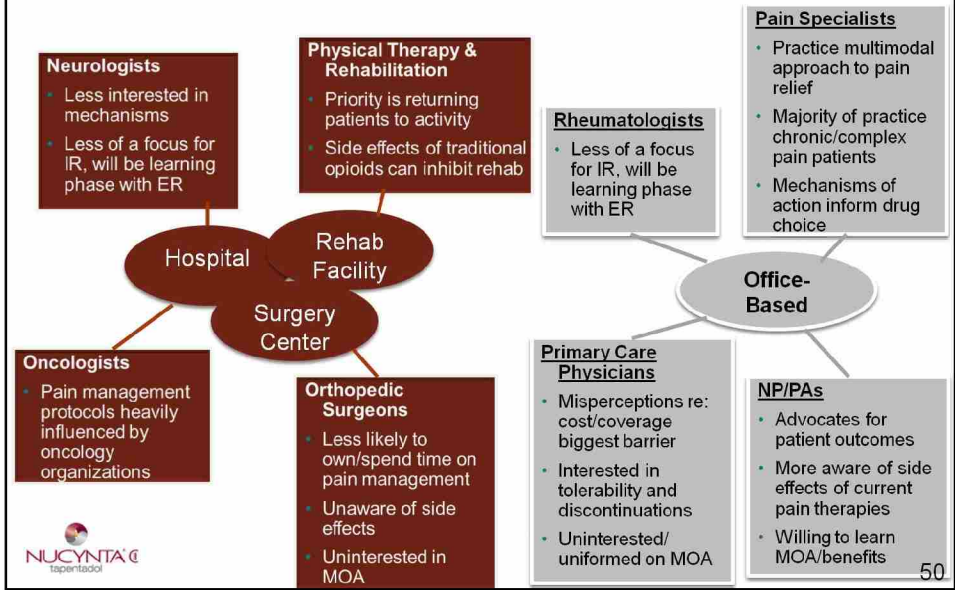 Neurologists
• Less interested in
mechanisms
• Less of a focus for
IR, will be learning
phase with ER
Physical Therapy &
Rehabilitation
• Priority is returning
patients to activity
• Side effects of traditional
opioids can inhibit rehab
Hospital
Rehab
Facility
Surgery
Center
Oncologists
• Pain management
protocols heavily
influenced by
oncology
organizations
Orthopedic
Surgeons
• Less likely to
own/spend time on
pain management
• Unaware of side
effects
• Uninterested in
MOA
Rheumatologists
• Less of a focus
for IR, will be
learning phase
with ER
Pain Specialists
• Practice multimodal
approach to pain
relief
• Majority of practice
chronic/complex
pain patients
• Mechanisms of
action inform drug
choice
Office-
Based
Primary Care
Physicians
• Misperceptions re:
cost/coverage
biggest barrier
• Interested in
tolerability and
discontinuations
• Uninterested/
uniformed on MOA
NP/PAs
• Advocates for
patient outcomes
• More aware of side
effects of current
pain therapies
• Willing to learn
MOA/benefits
NUCYNTA® CII
tapentadol
50